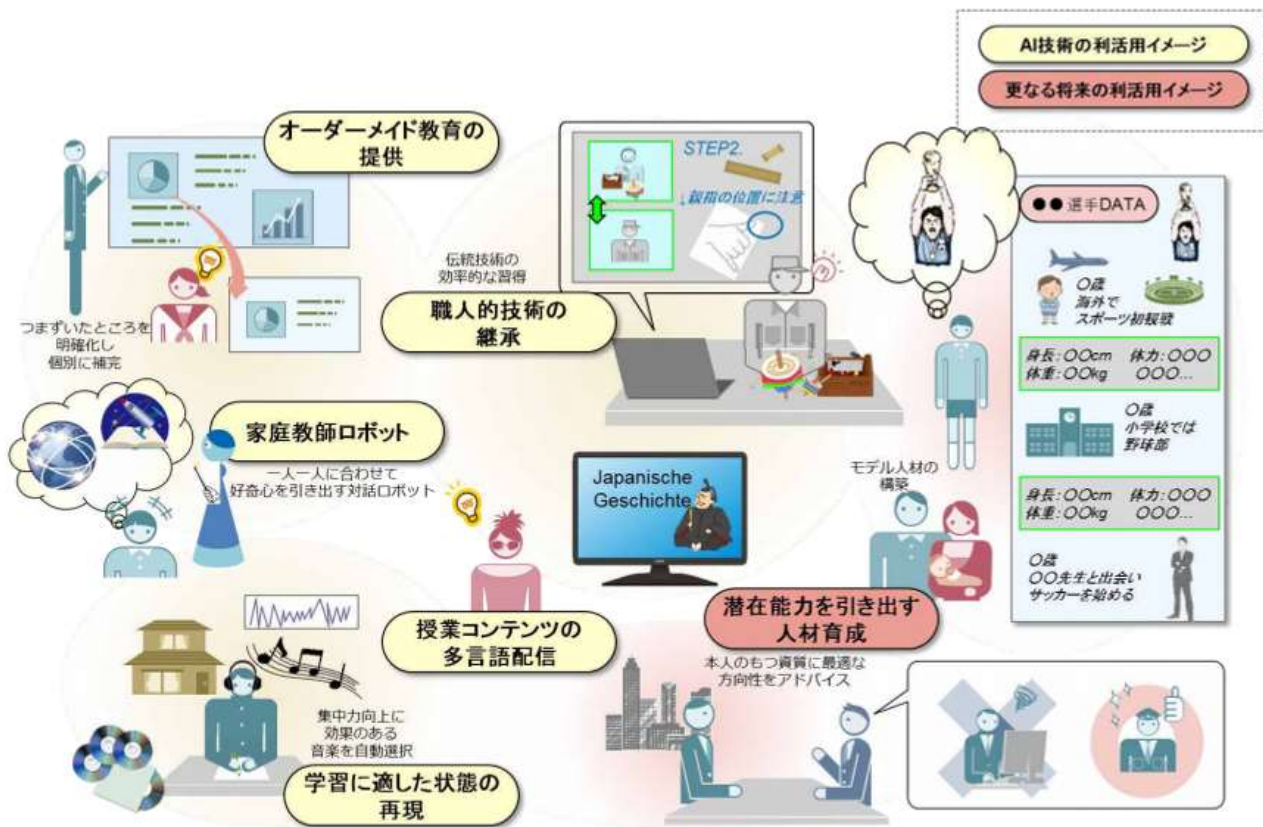 AI技術の利活用イメージ
更なる将来の利活用イメージ
オーダーメイド教育の
提供
つまずいたところを
明確化し
個別に補完
STEP2.
↓親指の位置に注意
伝統技術の
効率的な習得
職人的技術の
継承
●●選手DATA
〇歳
海外で
スポーツ初観戦
身長:〇〇cm 体力:〇〇〇
体重:〇〇kg 〇〇〇…
〇歳
小学校では
野球部
身長:〇〇cm 体力:〇〇〇
体重:〇〇kg 〇〇〇…
〇歳
〇〇先生と出会い
サッカーを始める
家庭教師ロボット
一人一人に合わせて
好奇心を引き出す対話ロボット
Japanische
Geschichte
モデル人材の
構築
授業コンテンツの
多言語配信
潜在能力を引き出す
人材育成
本人のもつ資質に最適な
方向性をアドバイス
集中力向上に
効果のある
音楽を自動選択
学習に適した状態の
再現